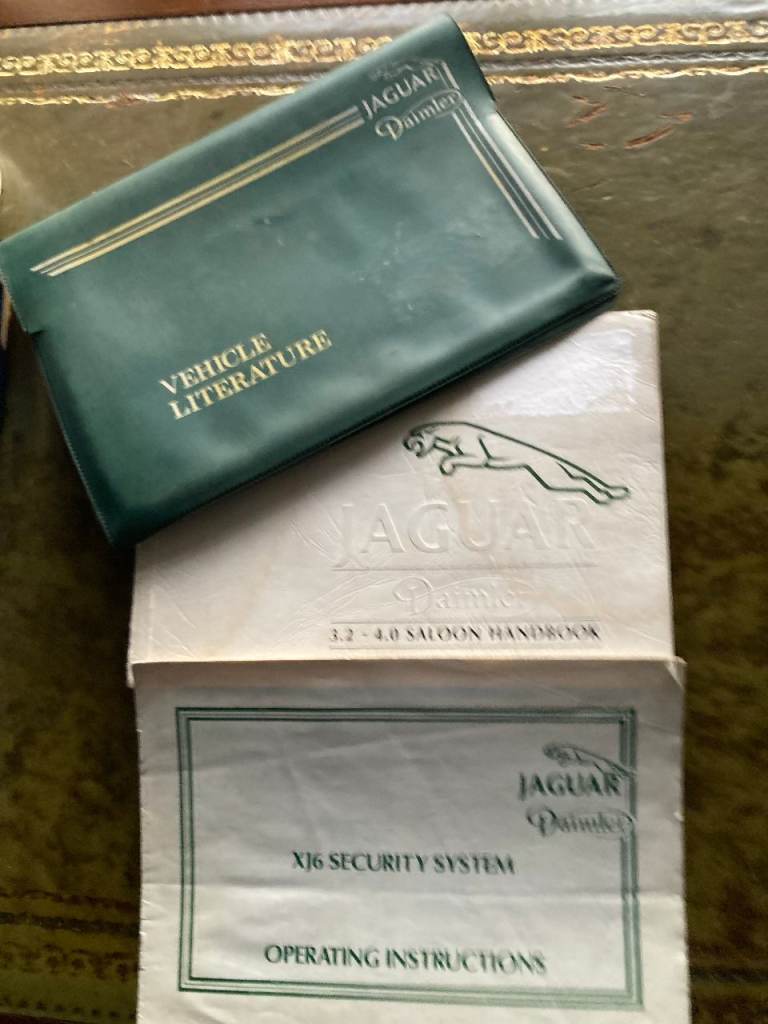 JAGUAR
Daimler
VEHICLE
LITERATURE
JAGUAR
Daimler
3.2 - 4.0 SALOON HANDBOOK
JAGUAR
Daimler
XJ6 SECURITY SYSTEM
OPERATING INSTRUCTIONS